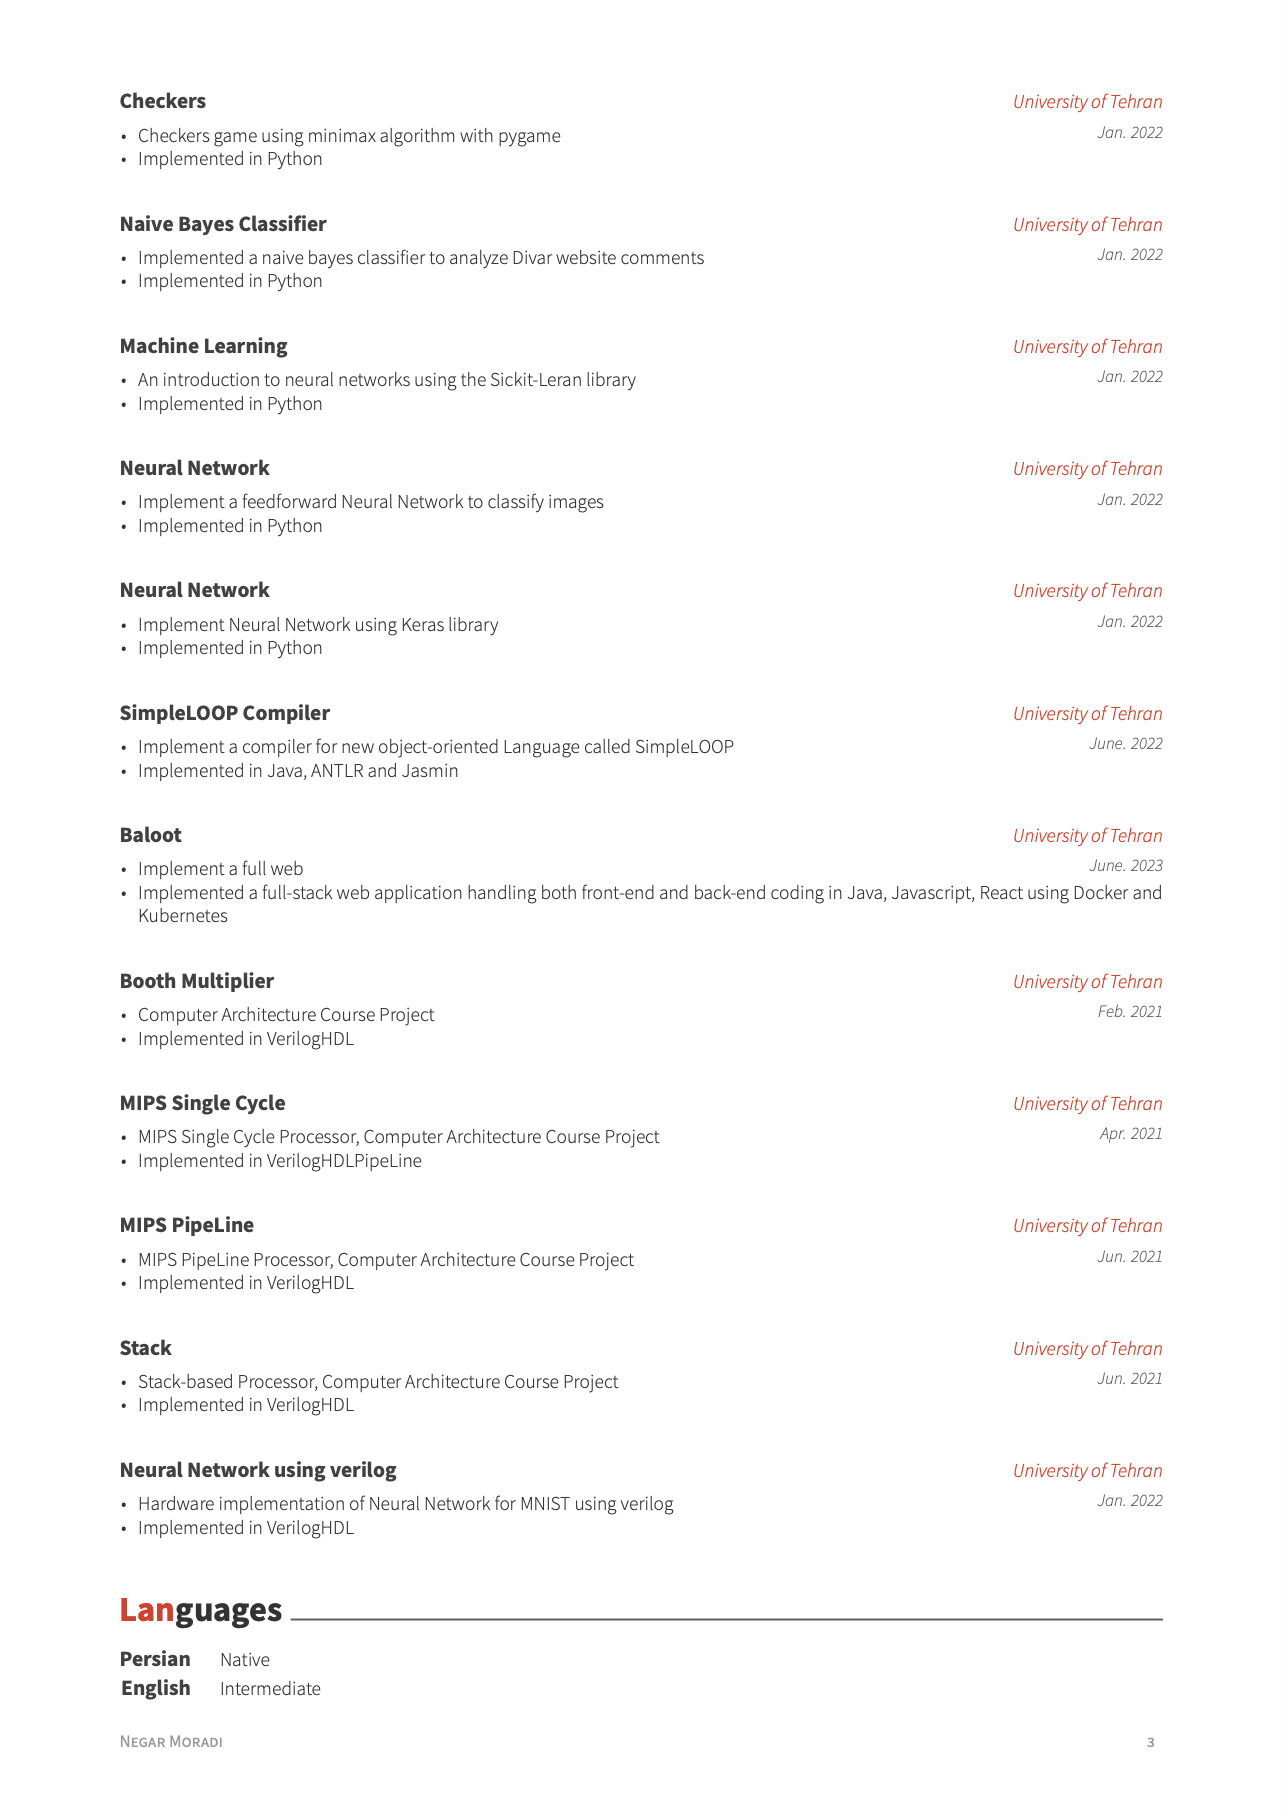 Checkers University of Tehran
• Checkers game using minimax algorithm with pygame Jan. 2022
• Implemented in Python
Naive Bayes Classifier University of Tehran
• Implemented a naive bayes classifier to analyze Divar website comments Jan. 2022
• Implemented in Python
Machine Learning University of Tehran
• An introduction to neural networks using the Sickit-Leran library Jan. 2022
• Implemented in Python
Neural Network University of Tehran
• Implement a feedforward Neural Network to classify images Jan. 2022
• Implemented in Python
Neural Network University of Tehran
• Implement Neural Network using Keras library Jan. 2022
• Implemented in Python
SimpleLOOP Compiler University of Tehran
• Implement a compiler for new object-oriented Language called SimpleLOOP June. 2022
• Implemented in Java, ANTLR and Jasmin
Baloot University of Tehran
• Implement a full web June. 2023
• Implemented a full-stack web application handling both front-end and back-end coding in Java, Javascript, React using Docker and
Kubernetes
Booth Multiplier University of Tehran
• Computer Architecture Course Project Feb. 2021
• Implemented in VerilogHDL
MIPS Single Cycle University of Tehran
• MIPS Single Cycle Processor, Computer Architecture Course Project Apr. 2021
• Implemented in VerilogHDLPipeLine
MIPS PipeLine University of Tehran
• MIPS PipeLine Processor, Computer Architecture Course Project Jun. 2021
• Implemented in VerilogHDL
Stack University of Tehran
• Stack-based Processor, Computer Architecture Course Project Jun. 2021
• Implemented in VerilogHDL
Neural Network using verilog University of Tehran
• Hardware implementation of Neural Network for MNIST using verilog Jan. 2022
• Implemented in VerilogHDL
Languages
Persian Native
English Intermediate
Negar Moradi 3